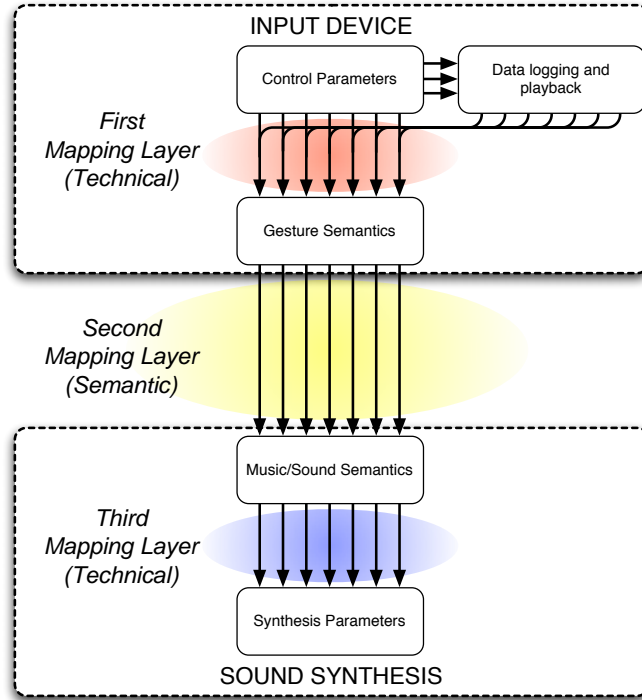 INPUT DEVICE
Control Parameters
Data logging and
playback
First
Mapping Layer
(Technical)
Gesture Semantics
Second
Mapping Layer
(Semantic)
Music/Sound Semantics
Third
Mapping Layer
(Technical)
Synthesis Parameters
SOUND SYNTHESIS